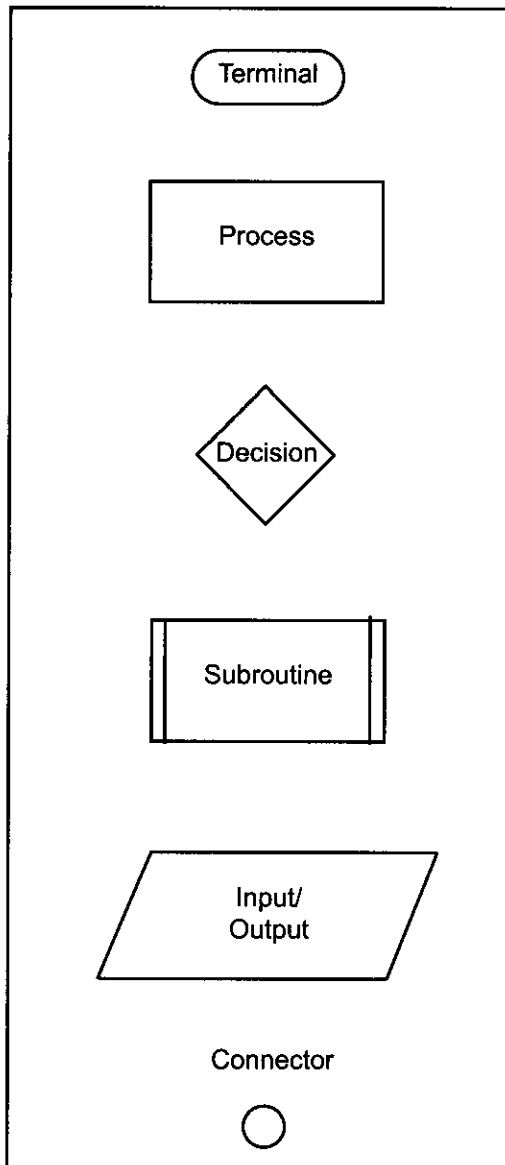 Terminal
Process
Decision
Subroutine
Input/
Output
Connector